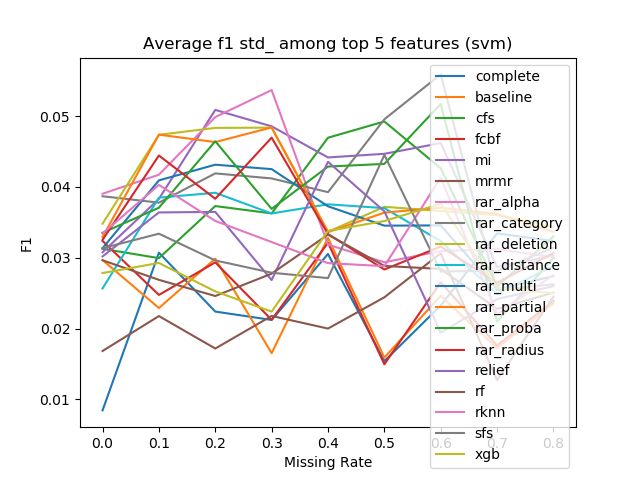 Average f1 std_ among top 5 features (svm)
F1
0.05
0.04
0.03
0.02
0.01
0.0 0.1 0.2 0.3 0.4 0.5 0.6 0.7 0.8
Missing Rate
complete
baseline
cfs
fcbf
mi
mrmr
rar_alpha
rar_category
rar_deletion
rar_distance
rar_multi
rar_partial
rar_proba
rar_radius
relief
rf
rknn
sfs
xgb